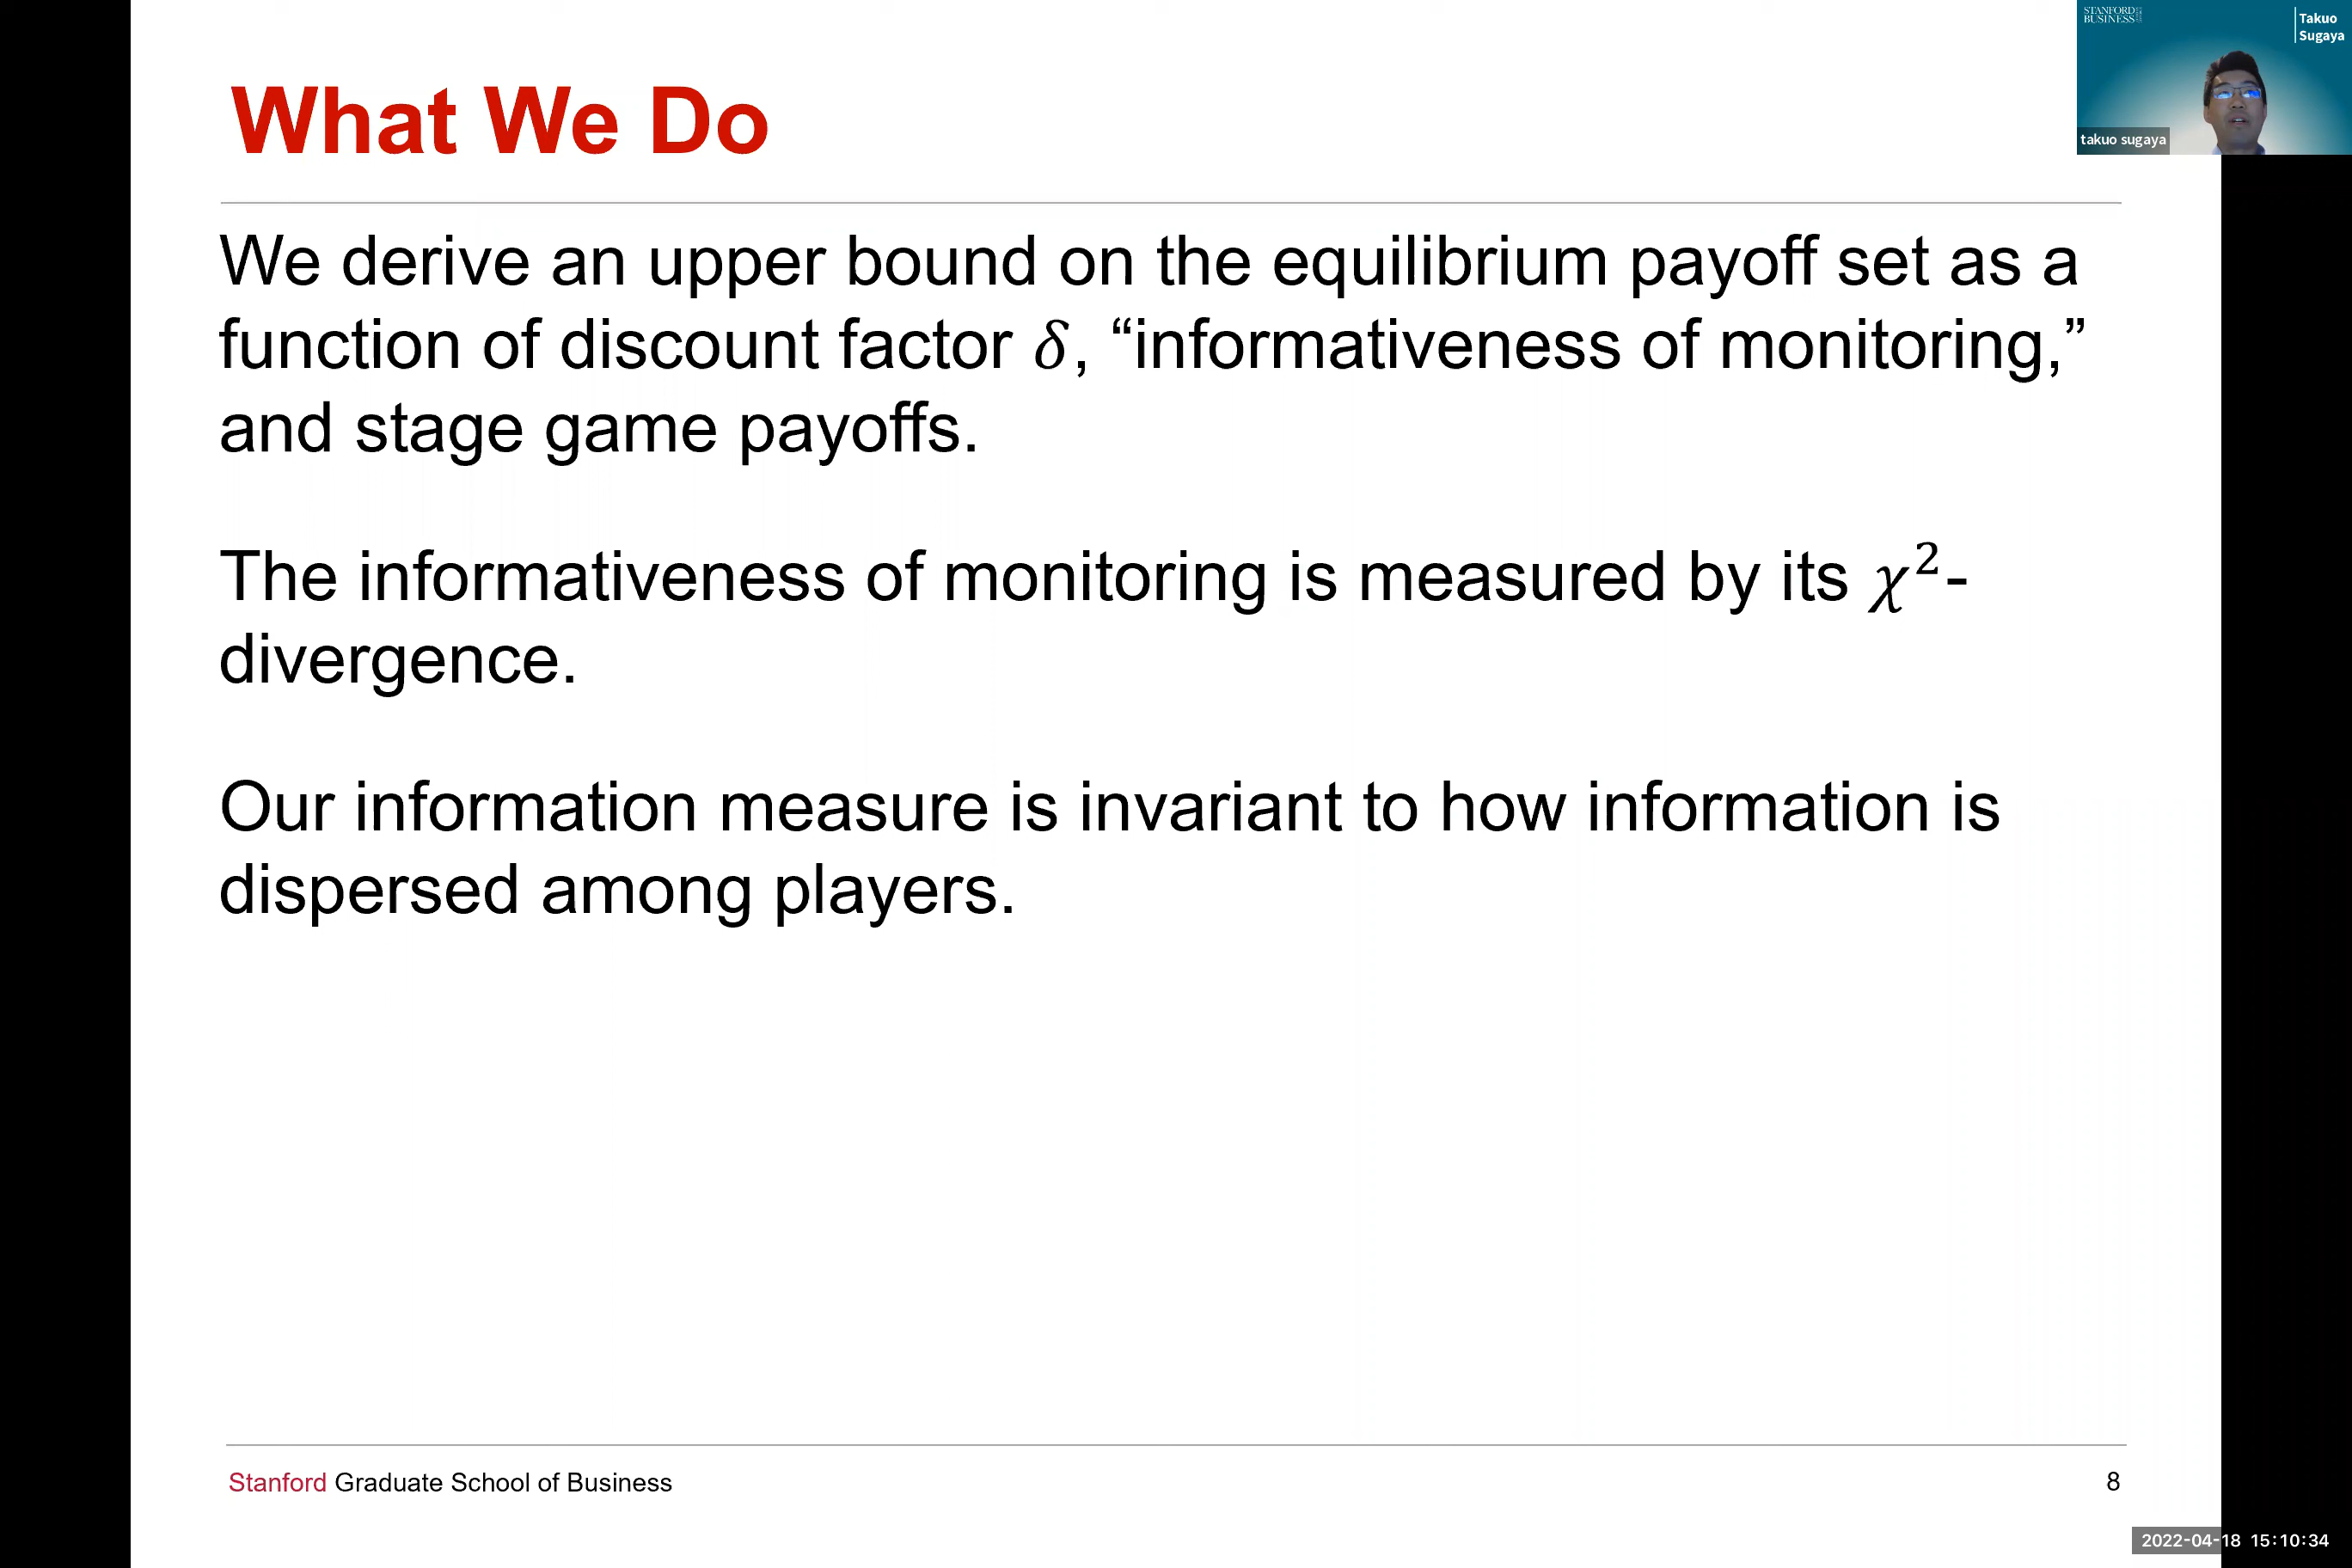 What We Do
We derive an upper bound on the equilibrium payoff set as a
function of discount factor 𝛿, “informativeness of monitoring,”
and stage game payoffs.
The informativeness of monitoring is measured by its 𝜒²-
divergence.
Our information measure is invariant to how information is
dispersed among players.
Stanford Graduate School of Business
8
STANFORD
BUSINESS
Takuo
Sugaya
takuo sugaya
2022-04-18 15:10:34